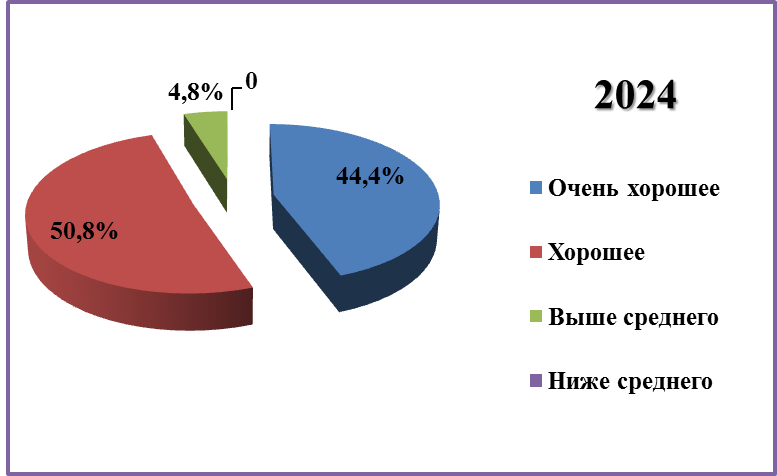 2024
4,8%
0
44,4%
50,8%
Очень хорошее
Хорошее
Выше среднего
Ниже среднего